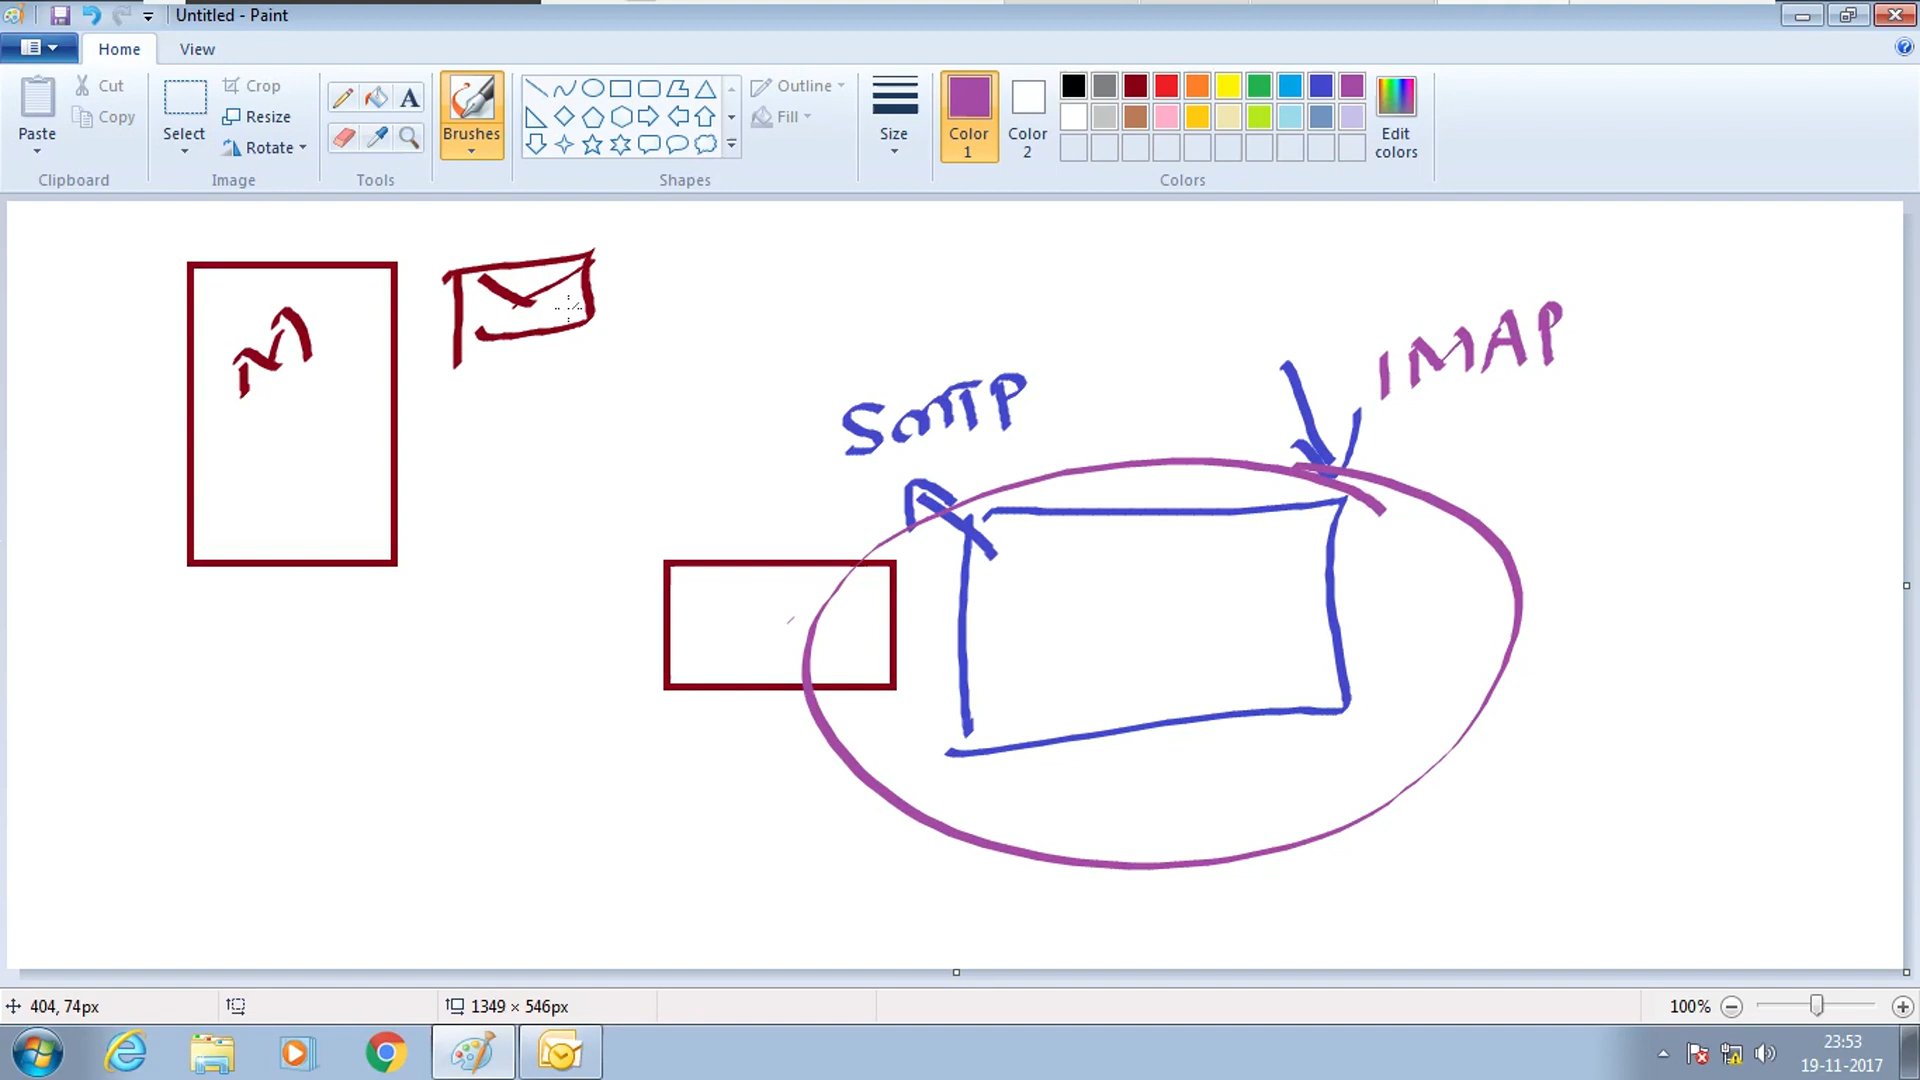 Untitled - Paint
Home View
Paste
Cut
Copy
Clipboard
Select
Crop
Resize
Rotate
Image
A
Tools
Brushes
Shapes
Outline
Fill
Size
Color 1
Color 2
Edit colors
Colors
M
SMTP
IMAP
404, 74px
1349 × 546px
100%
23:53
19-11-2017